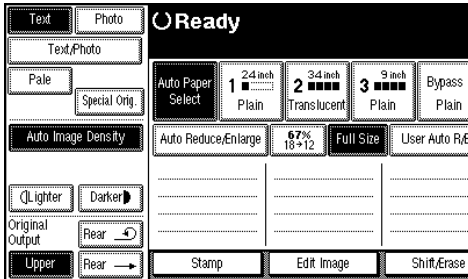 Text Photo
Text/Photo
Pale
Special Orig.
Auto Image Density
Lighter Darker
Original
Output
Rear
Upper Rear
Ready
Auto Paper
Select
1 24 inch
Plain
2 34 inch
Translucent
3 9 inch
Plain
Bypass
Plain
Auto Reduce/Enlarge
67%
18→12
Full Size
User Auto R/E
Stamp
Edit Image
Shift/Erase